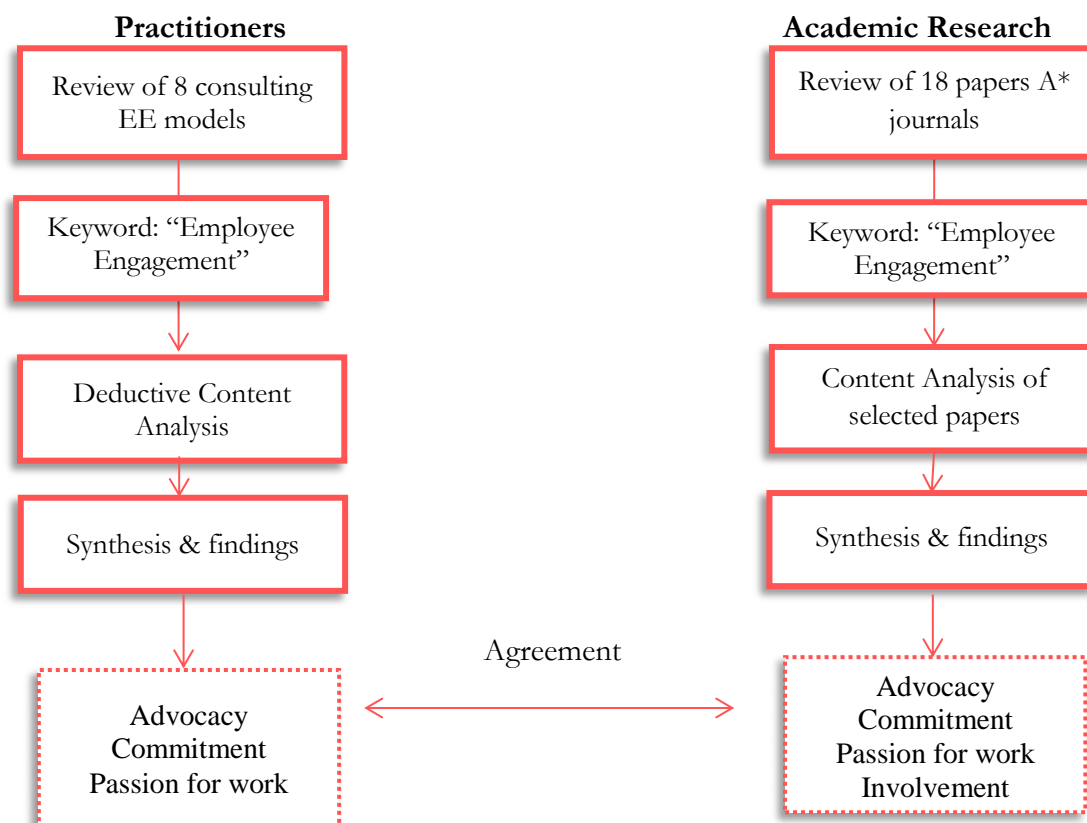 Practitioners
Review of 8 consulting
EE models
Keyword: “Employee
Engagement”
Deductive Content
Analysis
Synthesis & findings
Advocacy
Commitment
Passion for work
Agreement
Academic Research
Review of 18 papers A*
journals
Keyword: “Employee
Engagement”
Content Analysis of
selected papers
Synthesis & findings
Advocacy
Commitment
Passion for work
Involvement